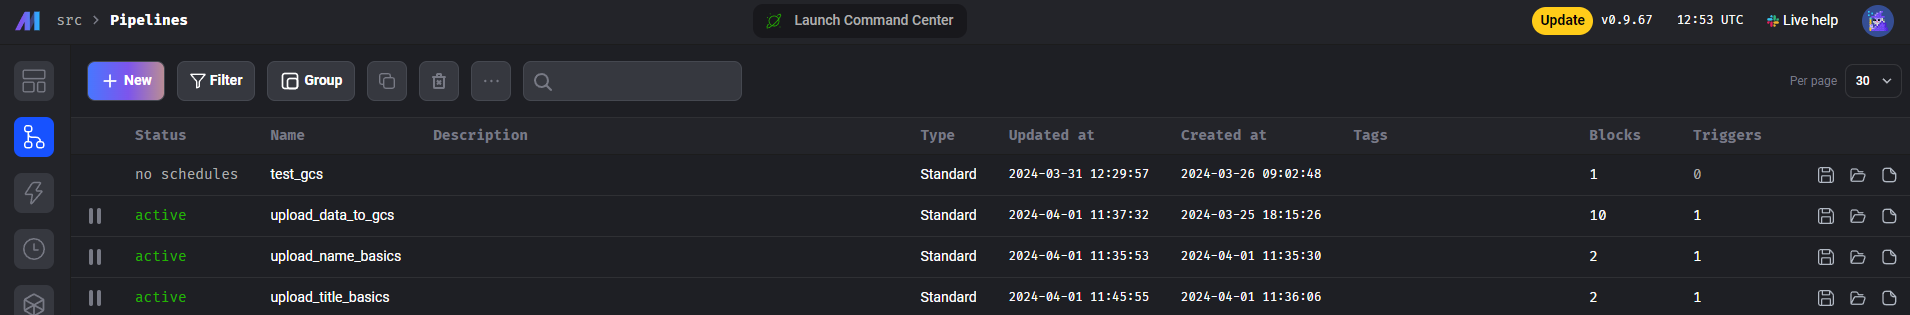 src > Pipelines
Launch Command Center
Update v0.9.67 12:53 UTC Live help
+ New Filter Group ... Per page 30
Status Name Description Type Updated at Created at Tags Blocks Triggers
no schedules test_gcs Standard 2024-03-31 12:29:57 2024-03-26 09:02:48 1 0
active upload_data_to_gcs Standard 2024-04-01 11:37:32 2024-03-25 18:15:26 10 1
active upload_name_basics Standard 2024-04-01 11:35:53 2024-04-01 11:35:30 2 1
active upload_title_basics Standard 2024-04-01 11:45:55 2024-04-01 11:36:06 2 1